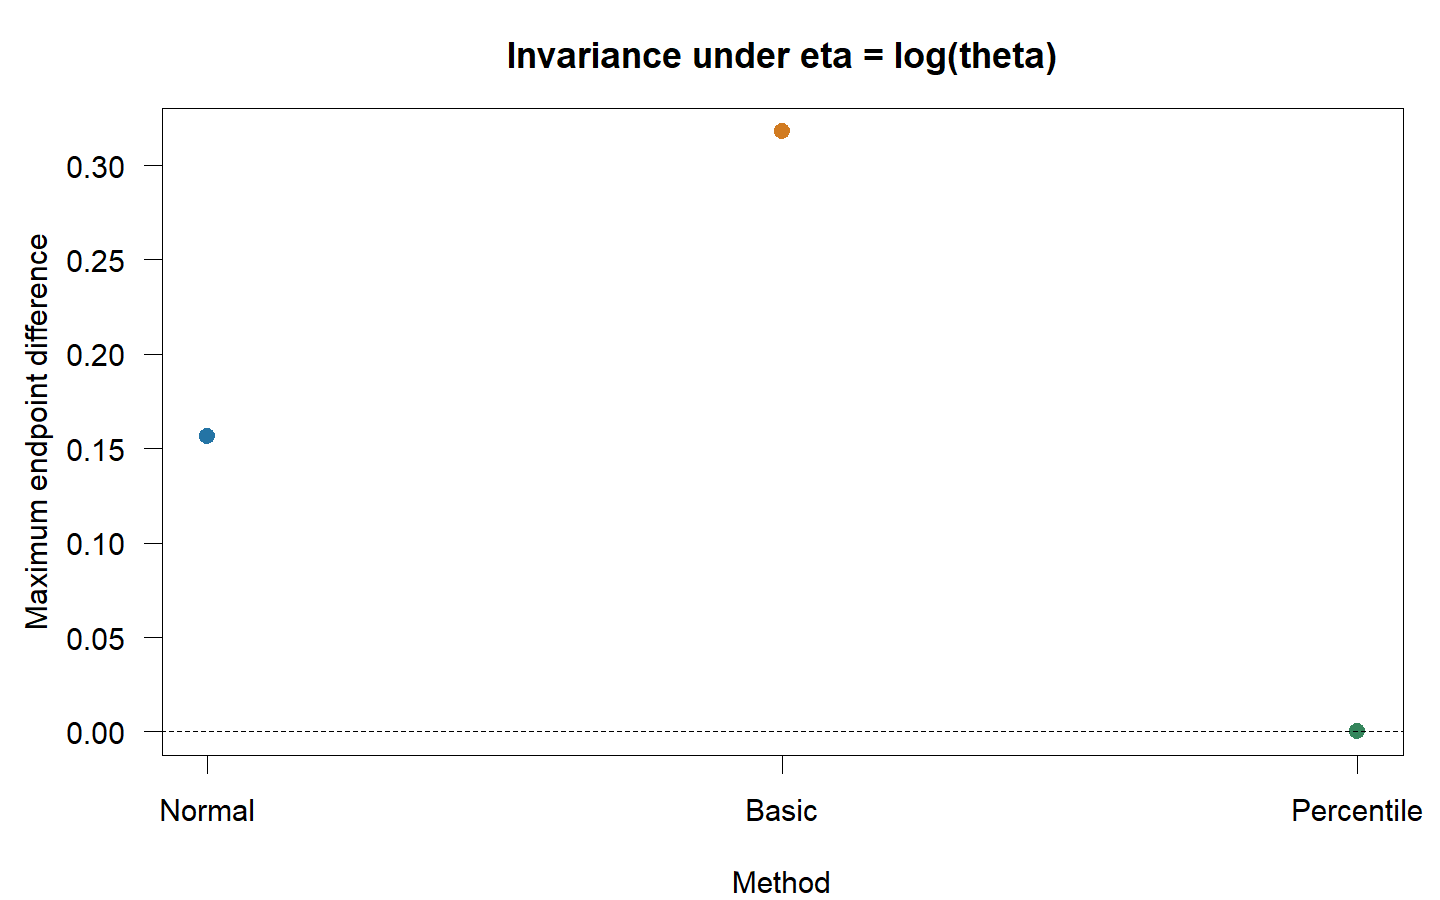 Invariance under eta = log(theta)
Maximum endpoint difference
0.30
0.25
0.20
0.15
0.10
0.05
0.00
Normal
Basic
Percentile
Method